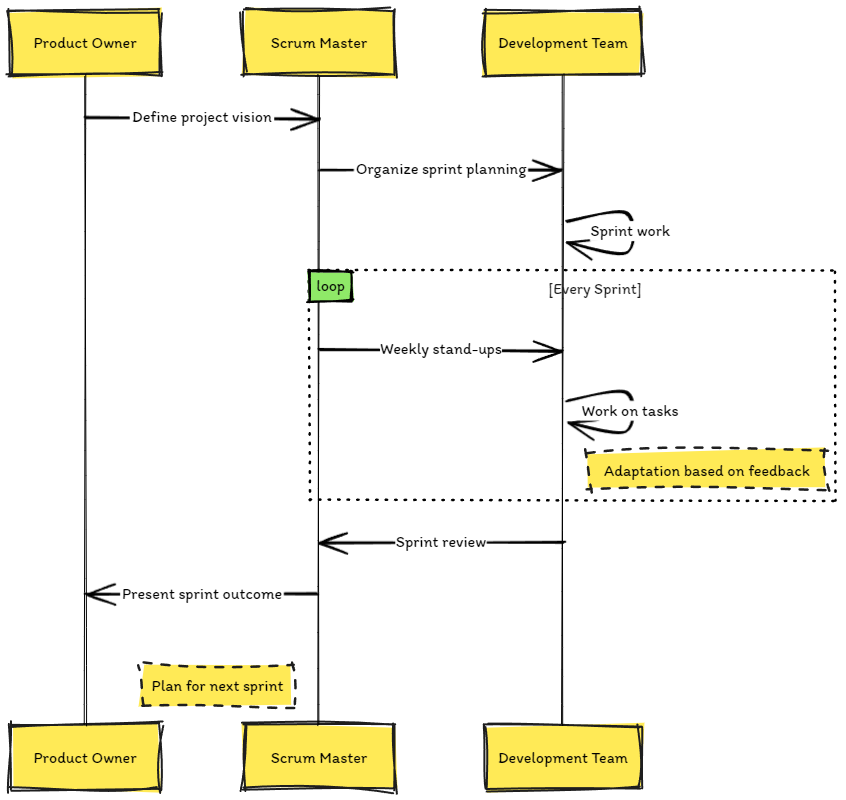 Product Owner
Scrum Master
Development Team
Define project vision
Organize sprint planning
Sprint work
loop
[Every Sprint]
Weekly stand-ups
Work on tasks
Adaptation based on feedback
Sprint review
Present sprint outcome
Plan for next sprint
Product Owner
Scrum Master
Development Team